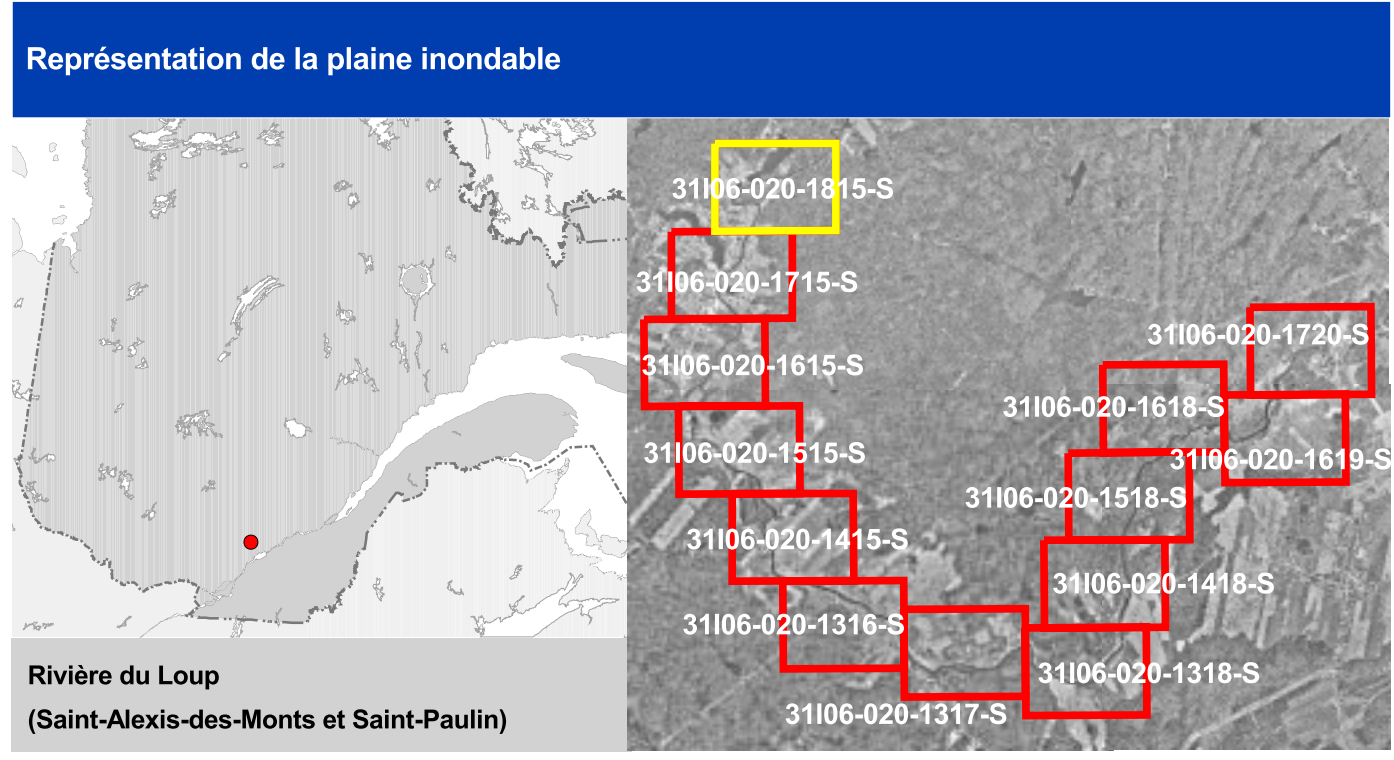 Représentation de la plaine inondable
31I06-020-1815-S
31I06-020-1715-S
31I06-020-1720-S
31I06-020-1615-S
31I06-020-1618-S
31I06-020-1515-S
31I06-020-1619-S
31I06-020-1518-S
31I06-020-1415-S
31I06-020-1418-S
31I06-020-1316-S
31I06-020-1318-S
31I06-020-1317-S
Rivière du Loup
(Saint-Alexis-des-Monts et Saint-Paulin)